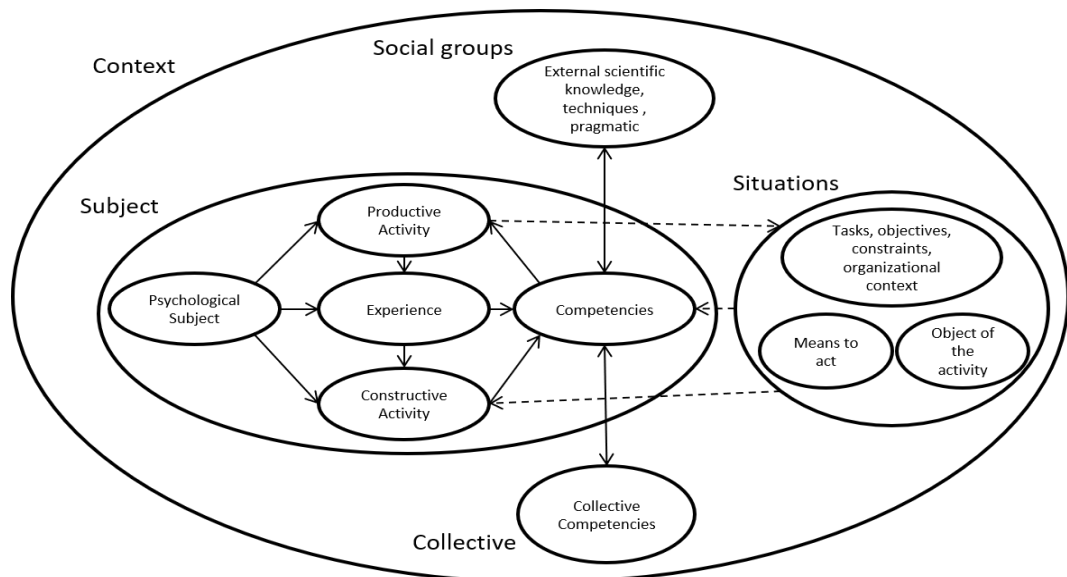 Social groups
Context
External scientific
knowledge,
techniques ,
pragmatic
Subject
Situations
Productive
Activity
Tasks, objectives,
constraints,
organizational
context
Psychological
Subject
Experience
Competencies
Means to
act
Object of
the
activity
Constructive
Activity
Collective
Competencies
Collective